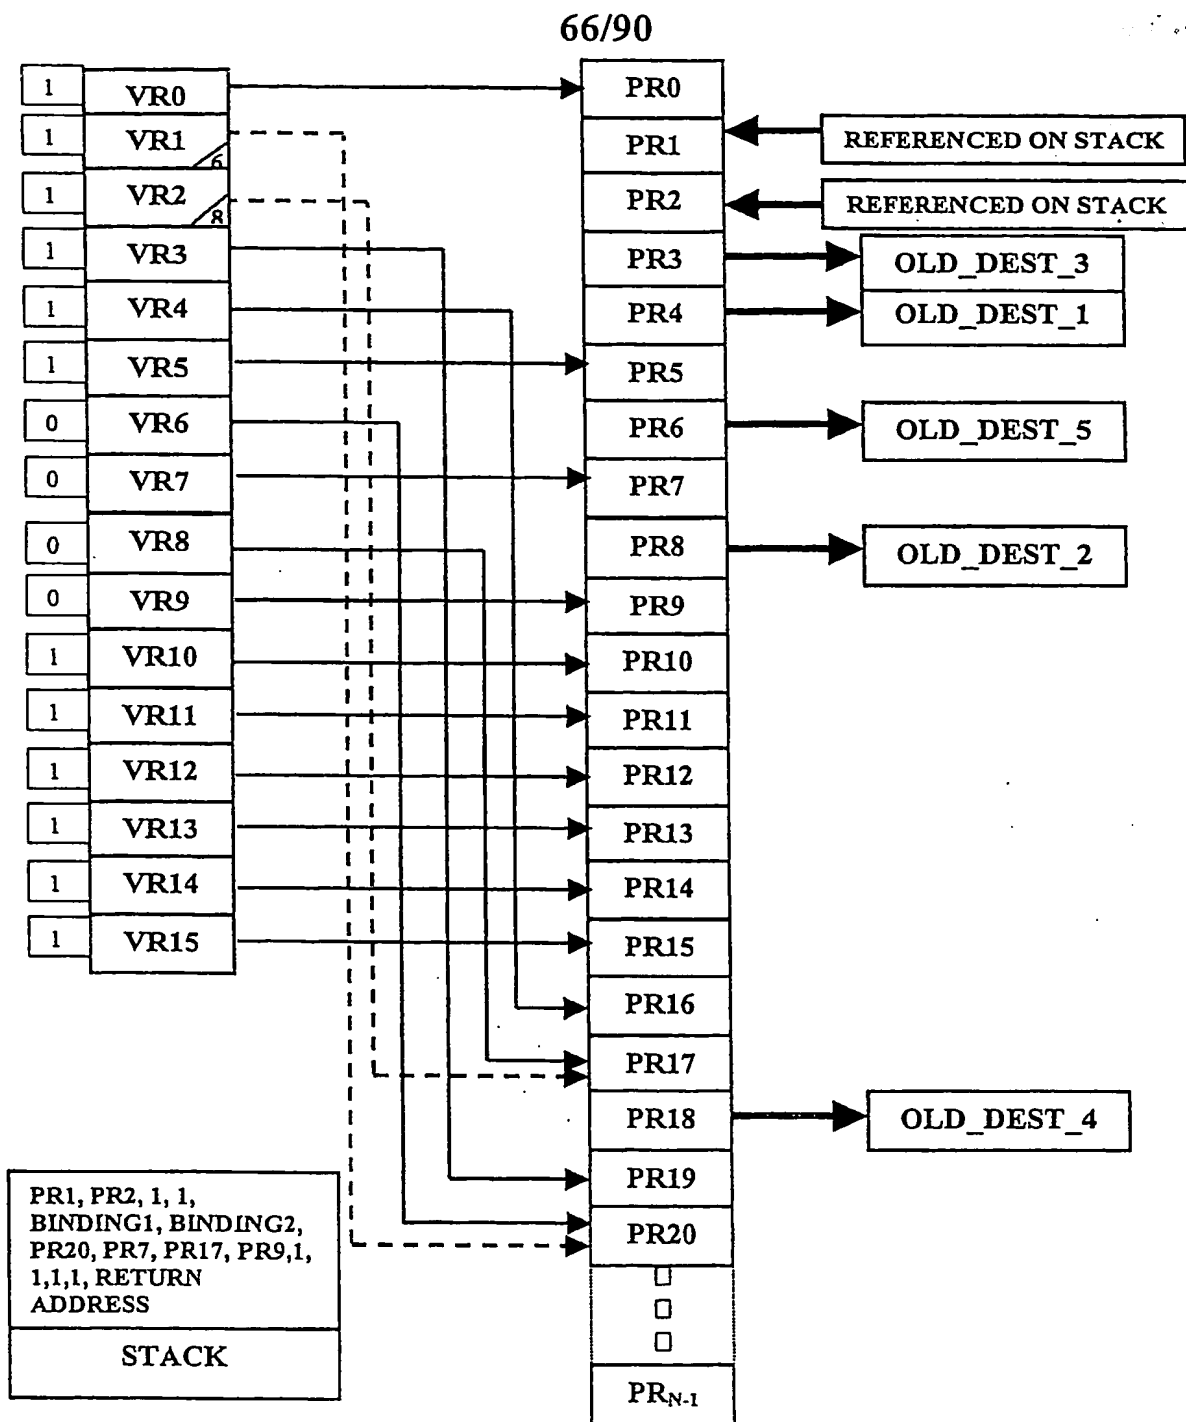 66/90
1 VR0
1 VR1 6
1 VR2 8
1 VR3
1 VR4
1 VR5
0 VR6
0 VR7
0 VR8
0 VR9
1 VR10
1 VR11
1 VR12
1 VR13
1 VR14
1 VR15
PR0
PR1
PR2
PR3
PR4
PR5
PR6
PR7
PR8
PR9
PR10
PR11
PR12
PR13
PR14
PR15
PR16
PR17
PR18
PR19
PR20
PRN-1
REFERENCED ON STACK
REFERENCED ON STACK
OLD_DEST_3
OLD_DEST_1
OLD_DEST_5
OLD_DEST_2
OLD_DEST_4
PR1, PR2, 1, 1,
BINDING1, BINDING2,
PR20, PR7, PR17, PR9,1,
1,1,1, RETURN
ADDRESS
STACK